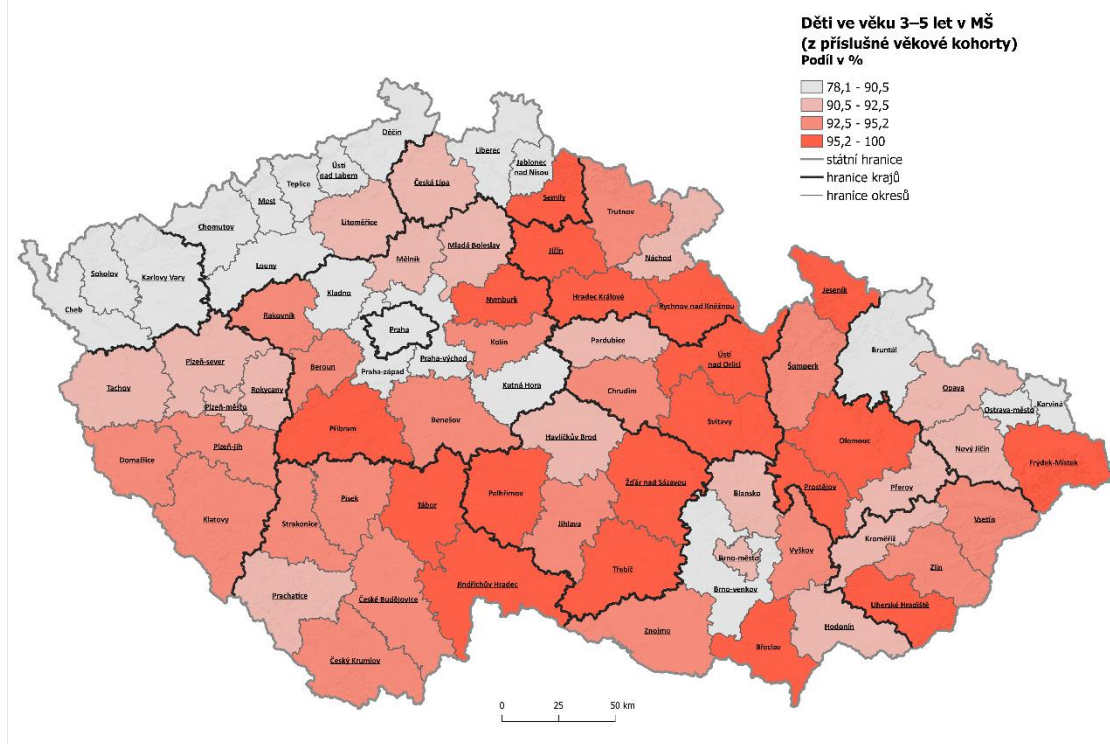 Děti ve věku 3–5 let v MŠ
(z příslušné věkové kohorty)
Podíl v %
78,1 - 90,5
90,5 - 92,5
92,5 - 95,2
95,2 - 100
státní hranice
hranice krajů
hranice okresů
Děčín
Liberec
Jablonec
nad Nisou
Ústí
nad Labem
Teplice
Most
Česká Lípa
Semily
Trutnov
Chomutov
Litoměřice
Mladá Boleslav
Jičín
Náchod
Sokolov
Karlovy Vary
Louny
Mělník
Cheb
Kladno
Nymburk
Hradec Králové
Rychnov nad Kněžnou
Jeseník
Rakovník
Praha
Kolín
Pardubice
Bruntál
Plzeň-sever
Beroun
Praha-východ
Praha-západ
Ústí
nad Orlicí
Šumperk
Opava
Tachov
Rokycany
Kutná Hora
Chrudim
Ostrava-město
Karviná
Plzeň-město
Příbram
Benešov
Svitavy
Havlíčkův Brod
Olomouc
Nový Jičín
Frýdek-Místek
Domažlice
Plzeň-jih
Žďár nad Sázavou
Prostějov
Přerov
Klatovy
Strakonice
Písek
Tábor
Pelhřimov
Jihlava
Blansko
Vsetín
Kroměříž
Vyškov
Brno-město
Zlín
Třebíč
Brno-venkov
Prachatice
České Budějovice
Jindřichův Hradec
Uherské Hradiště
Hodonín
Znojmo
Břeclav
Český Krumlov
0 25 50 km